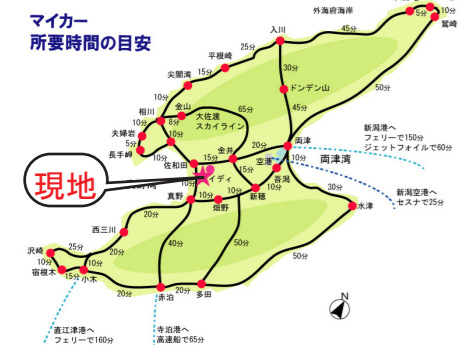 マイカー
所要時間の目安
外海府海岸
5分
10分
鷲崎
入川
45分
25分
平根崎
15分
尖閣湾
30分
ドンデン山
50分
10分
相川
金山
大佐渡
スカイライン
65分
45分
10分
8分
夫婦岩
5分
10分
長手岬
新潟港へ
フェリーで150分
ジェットフォイルで60分
佐和田
15分
金井
20分
両津
空港
10分
両津湾
吾潟
現地
イディ
15分
10分
10分
新穂
真野
畑野
30分
新潟空港へ
セスナで25分
水津
20分
西三川
20分
沢崎
25分
10分
10分
宿根木
15分
小木
40分
50分
50分
20分
赤泊
20分
多田
N
直江津港へ
フェリーで160分
寺泊港へ
高速船で65分